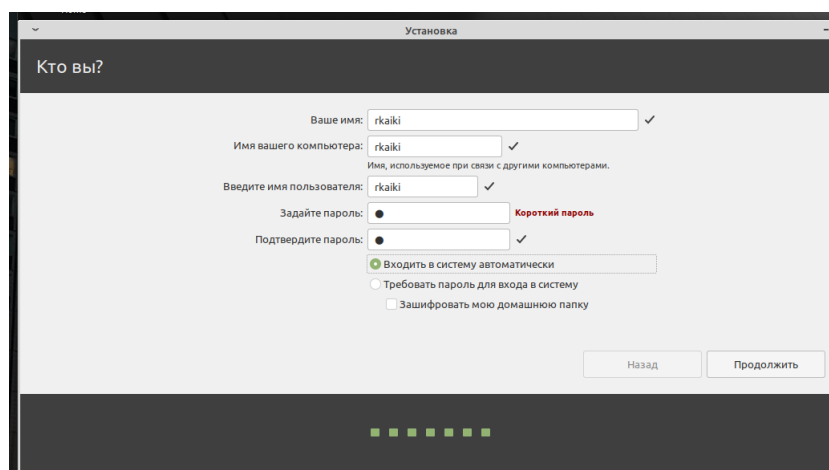 Установка
Кто вы?
Ваше имя: rkaiki
Имя вашего компьютера: rkaiki
Имя, используемое при связи с другими компьютерами.
Введите имя пользователя: rkaiki
Задайте пароль: ● Короткий пароль
Подтвердите пароль: ●
Входить в систему автоматически
Требовать пароль для входа в систему
Зашифровать мою домашнюю папку
Назад Продолжить